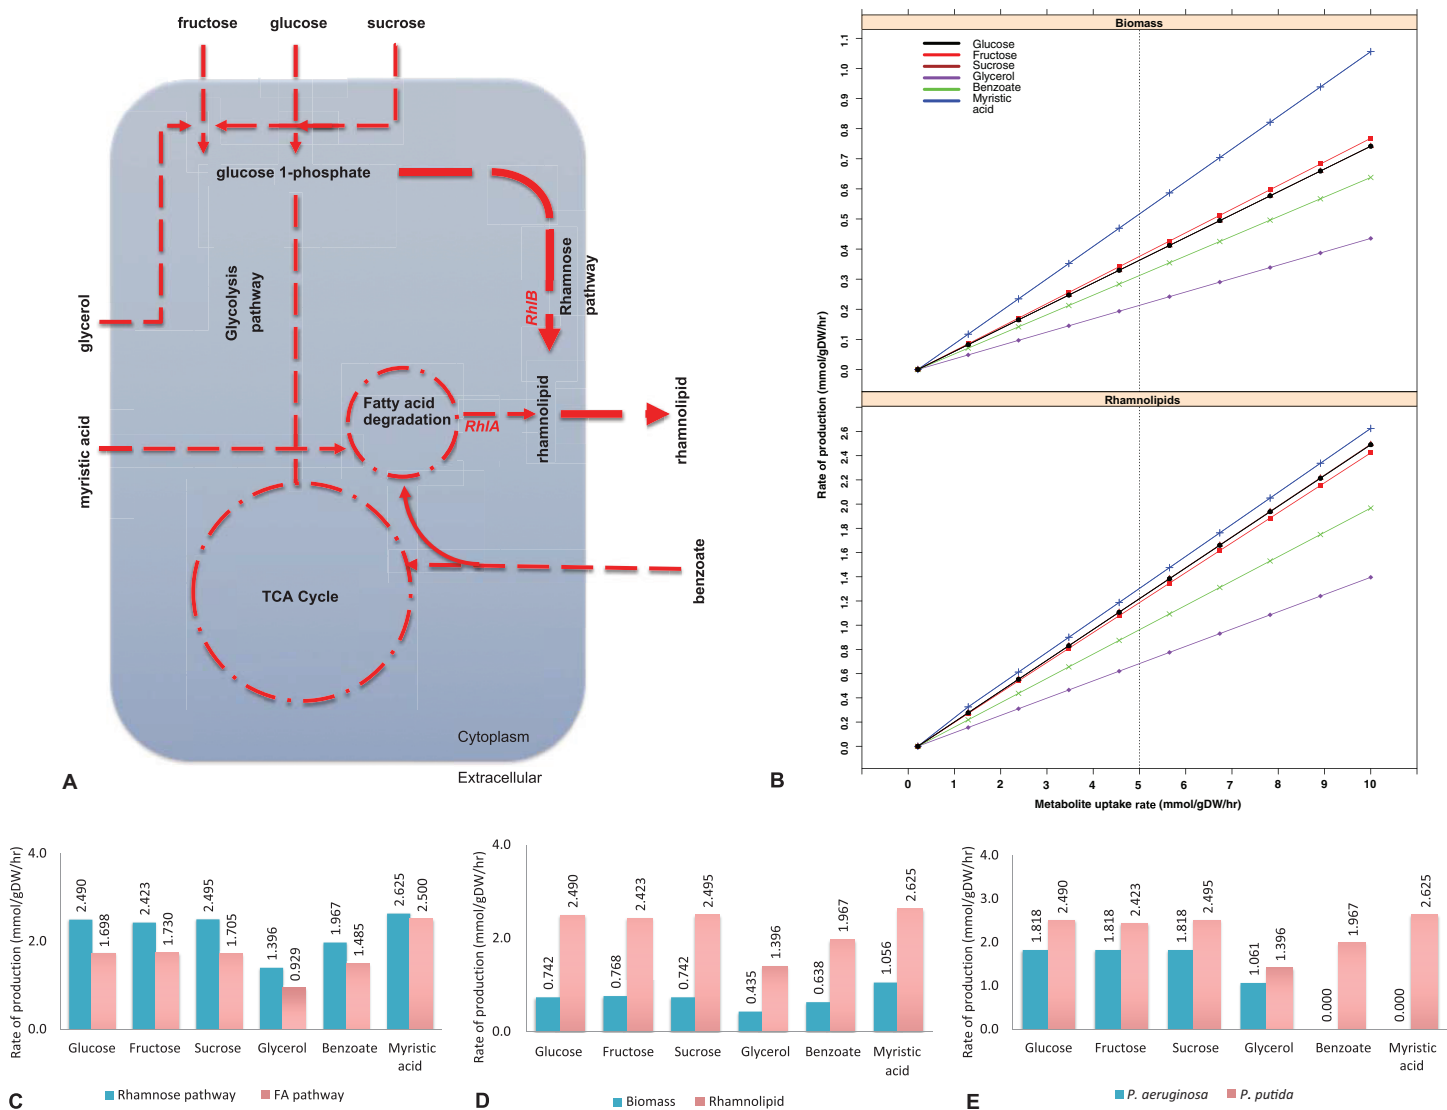 fructose glucose sucrose
glucose 1-phosphate
Glycolysis
pathway
Rhamnose
pathway
RhlB
glycerol
myristic acid
Fatty acid
degradation
RhlA
rhamnolipid
rhamnolipid
benzoate
TCA Cycle
Cytoplasm
Extracellular
A
Biomass
Glucose
Fructose
Sucrose
Glycerol
Benzoate
Myristic
acid
1.1
1.0
0.9
0.8
0.7
0.6
0.5
0.4
0.3
0.2
0.1
0.0
Rate of production (mmol/gDW/hr)
Rhamnolipids
2.6
2.4
2.2
2.0
1.8
1.6
1.4
1.2
1.0
0.8
0.6
0.4
0.2
0.0
0 1 2 3 4 5 6 7 8 9 10
Metabolite uptake rate (mmol/gDW/hr)
B
Rate of production (mmol/gDW/hr)
4.0
2.0
0.0
2.490 1.698 2.423 1.730 2.495 1.705 1.396 0.929 1.967 1.485 2.625 2.500
Glucose Fructose Sucrose Glycerol Benzoate Myristic
acid
Rhamnose pathway FA pathway
C
Rate of production (mmol/gDW/hr)
4.0
2.0
0.0
0.742 2.490 0.768 2.423 0.742 2.495 0.435 1.396 0.638 1.967 1.056 2.625
Glucose Fructose Sucrose Glycerol Benzoate Myristic
acid
Biomass Rhamnolipid
D
Rate of production (mmol/gDW/hr)
4.0
3.0
2.0
1.0
0.0
1.818 2.490 1.818 2.423 1.818 2.495 1.061 1.396 0.000 1.967 0.000 2.625
Glucose Fructose Sucrose Glycerol Benzoate Myristic
acid
P. aeruginosa P. putida
E